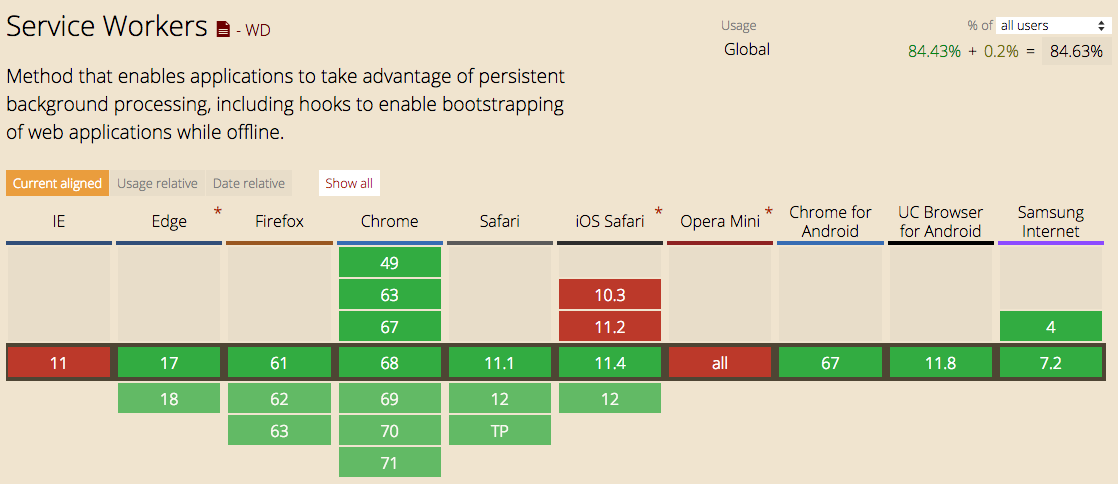 Service Workers - WD
Usage % of all users
Global 84.43% + 0.2% = 84.63%
Method that enables applications to take advantage of persistent
background processing, including hooks to enable bootstrapping
of web applications while offline.
Current aligned Usage relative Date relative Show all
IE Edge * Firefox Chrome Safari iOS Safari * Opera Mini * Chrome for Android UC Browser for Android Samsung Internet
49
63 10.3
67 11.2 4
11 17 61 68 11.1 11.4 all 67 11.8 7.2
18 62 69 12 12
63 70 TP
71